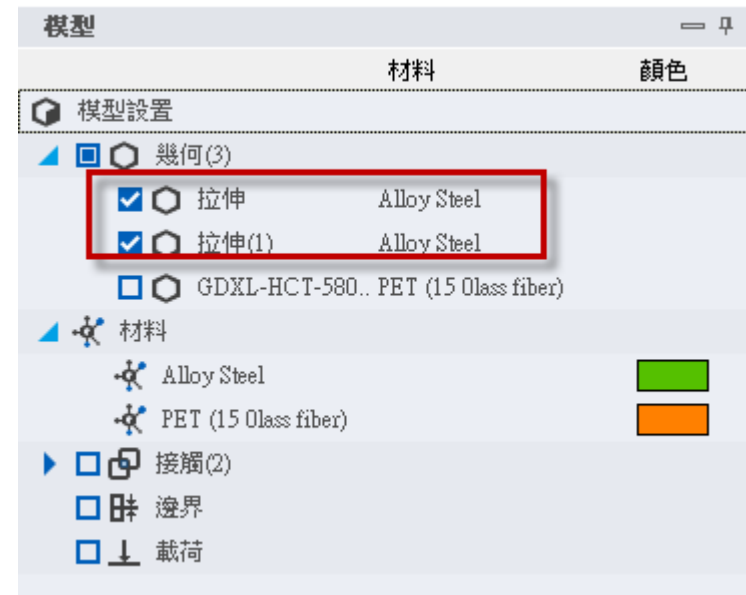 模型
材料 顏色
模型設置
幾何(3)
拉伸 Alloy Steel
拉伸(1) Alloy Steel
GDXL-HCT-580.. PET (15 0lass fiber)
材料
Alloy Steel
PET (15 0lass fiber)
接觸(2)
邊界
載荷